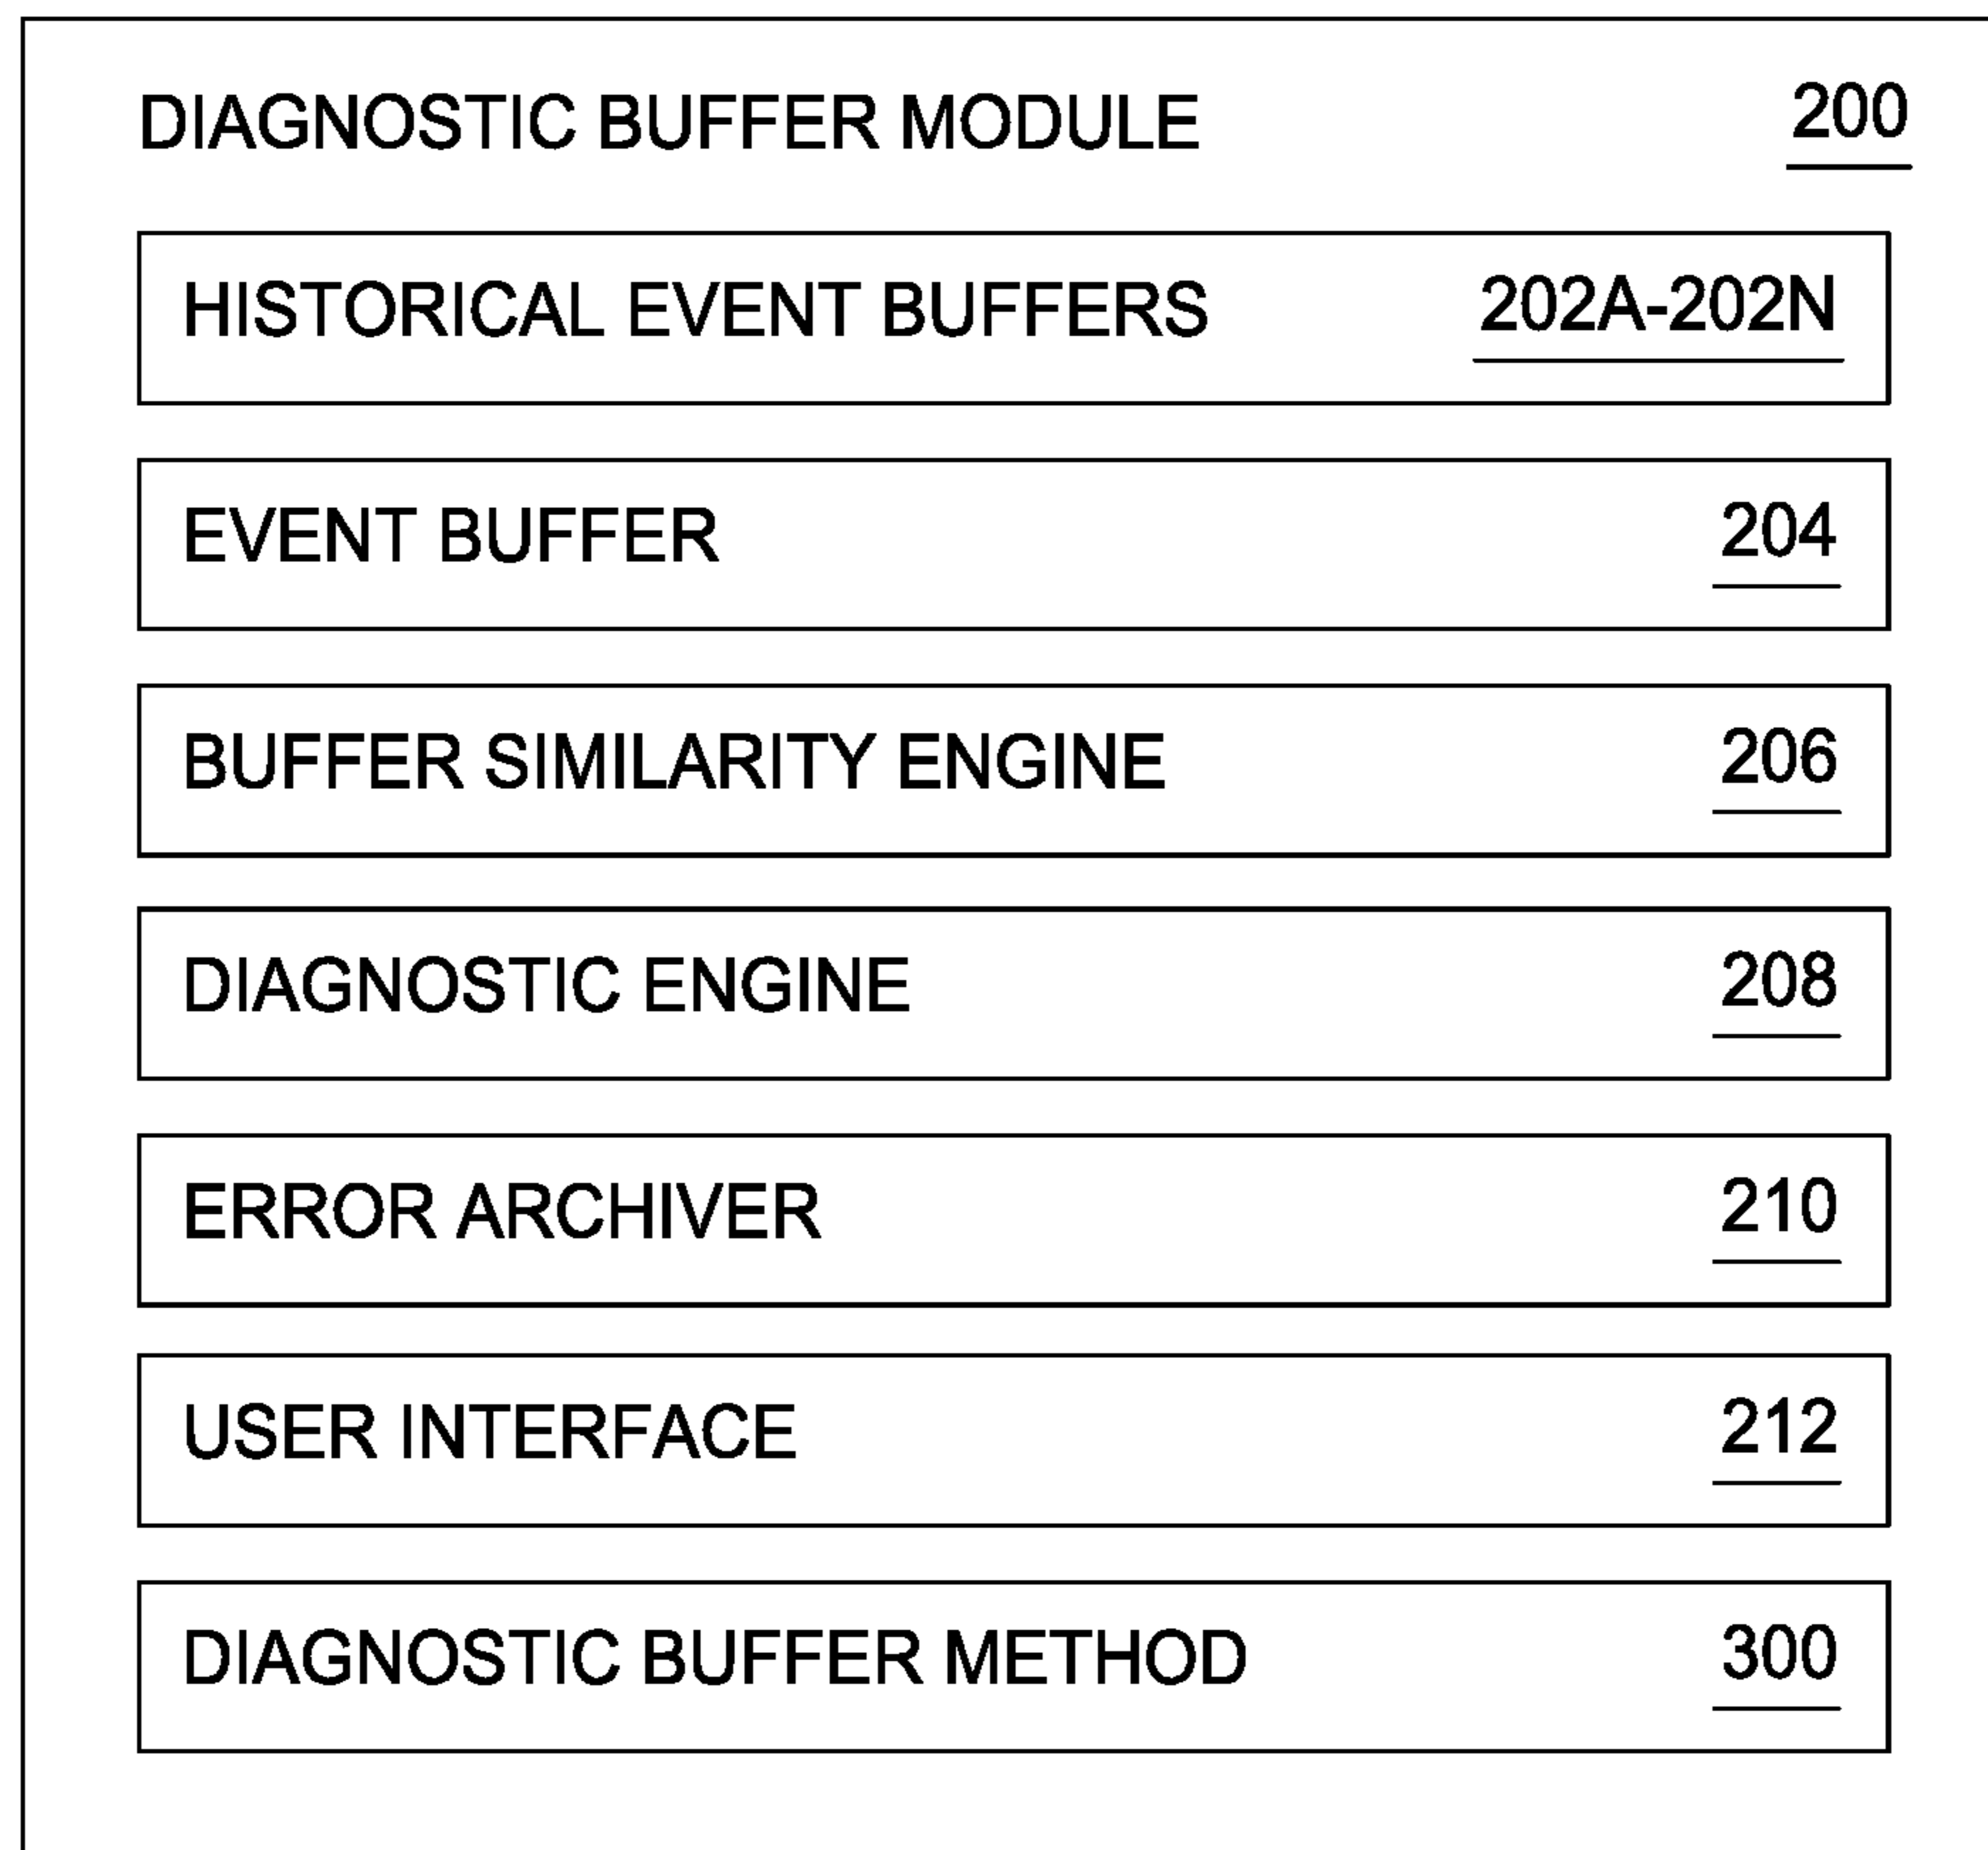 DIAGNOSTIC BUFFER MODULE 200
HISTORICAL EVENT BUFFERS 202A-202N
EVENT BUFFER 204
BUFFER SIMILARITY ENGINE 206
DIAGNOSTIC ENGINE 208
ERROR ARCHIVER 210
USER INTERFACE 212
DIAGNOSTIC BUFFER METHOD 300